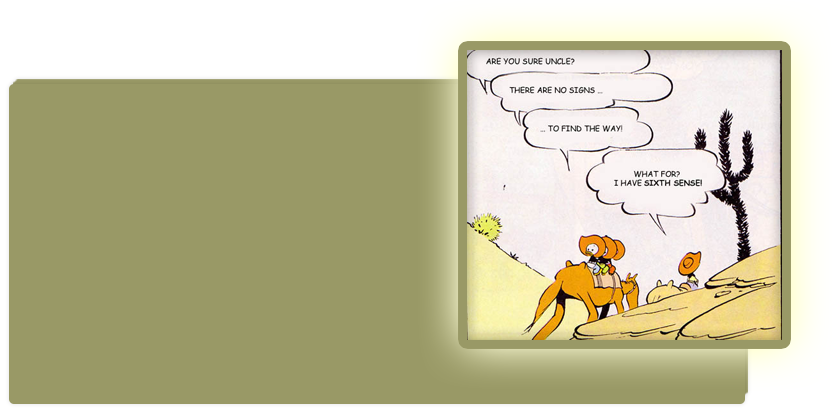 ARE YOU SURE UNCLE?
THERE ARE NO SIGNS ...
... TO FIND THE WAY!
WHAT FOR?
I HAVE SIXTH SENSE!